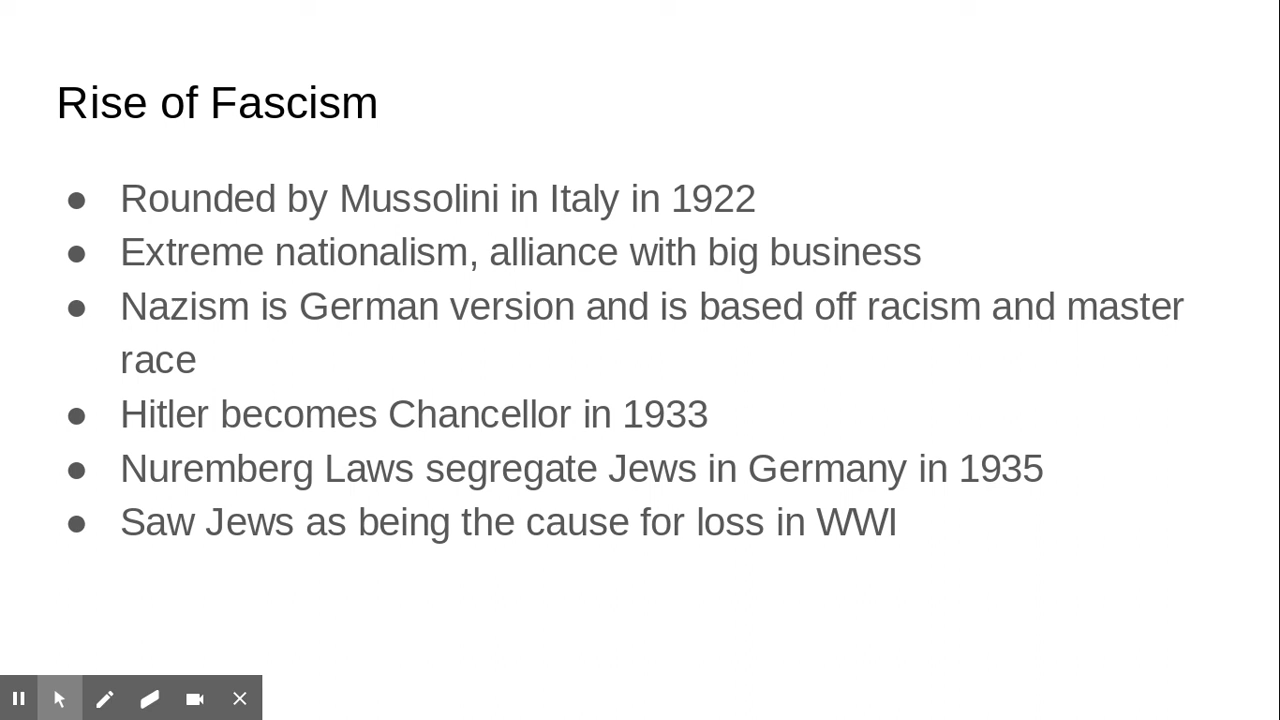 Rise of Fascism
● Rounded by Mussolini in Italy in 1922
● Extreme nationalism, alliance with big business
● Nazism is German version and is based off racism and master
race
● Hitler becomes Chancellor in 1933
● Nuremberg Laws segregate Jews in Germany in 1935
● Saw Jews as being the cause for loss in WWI